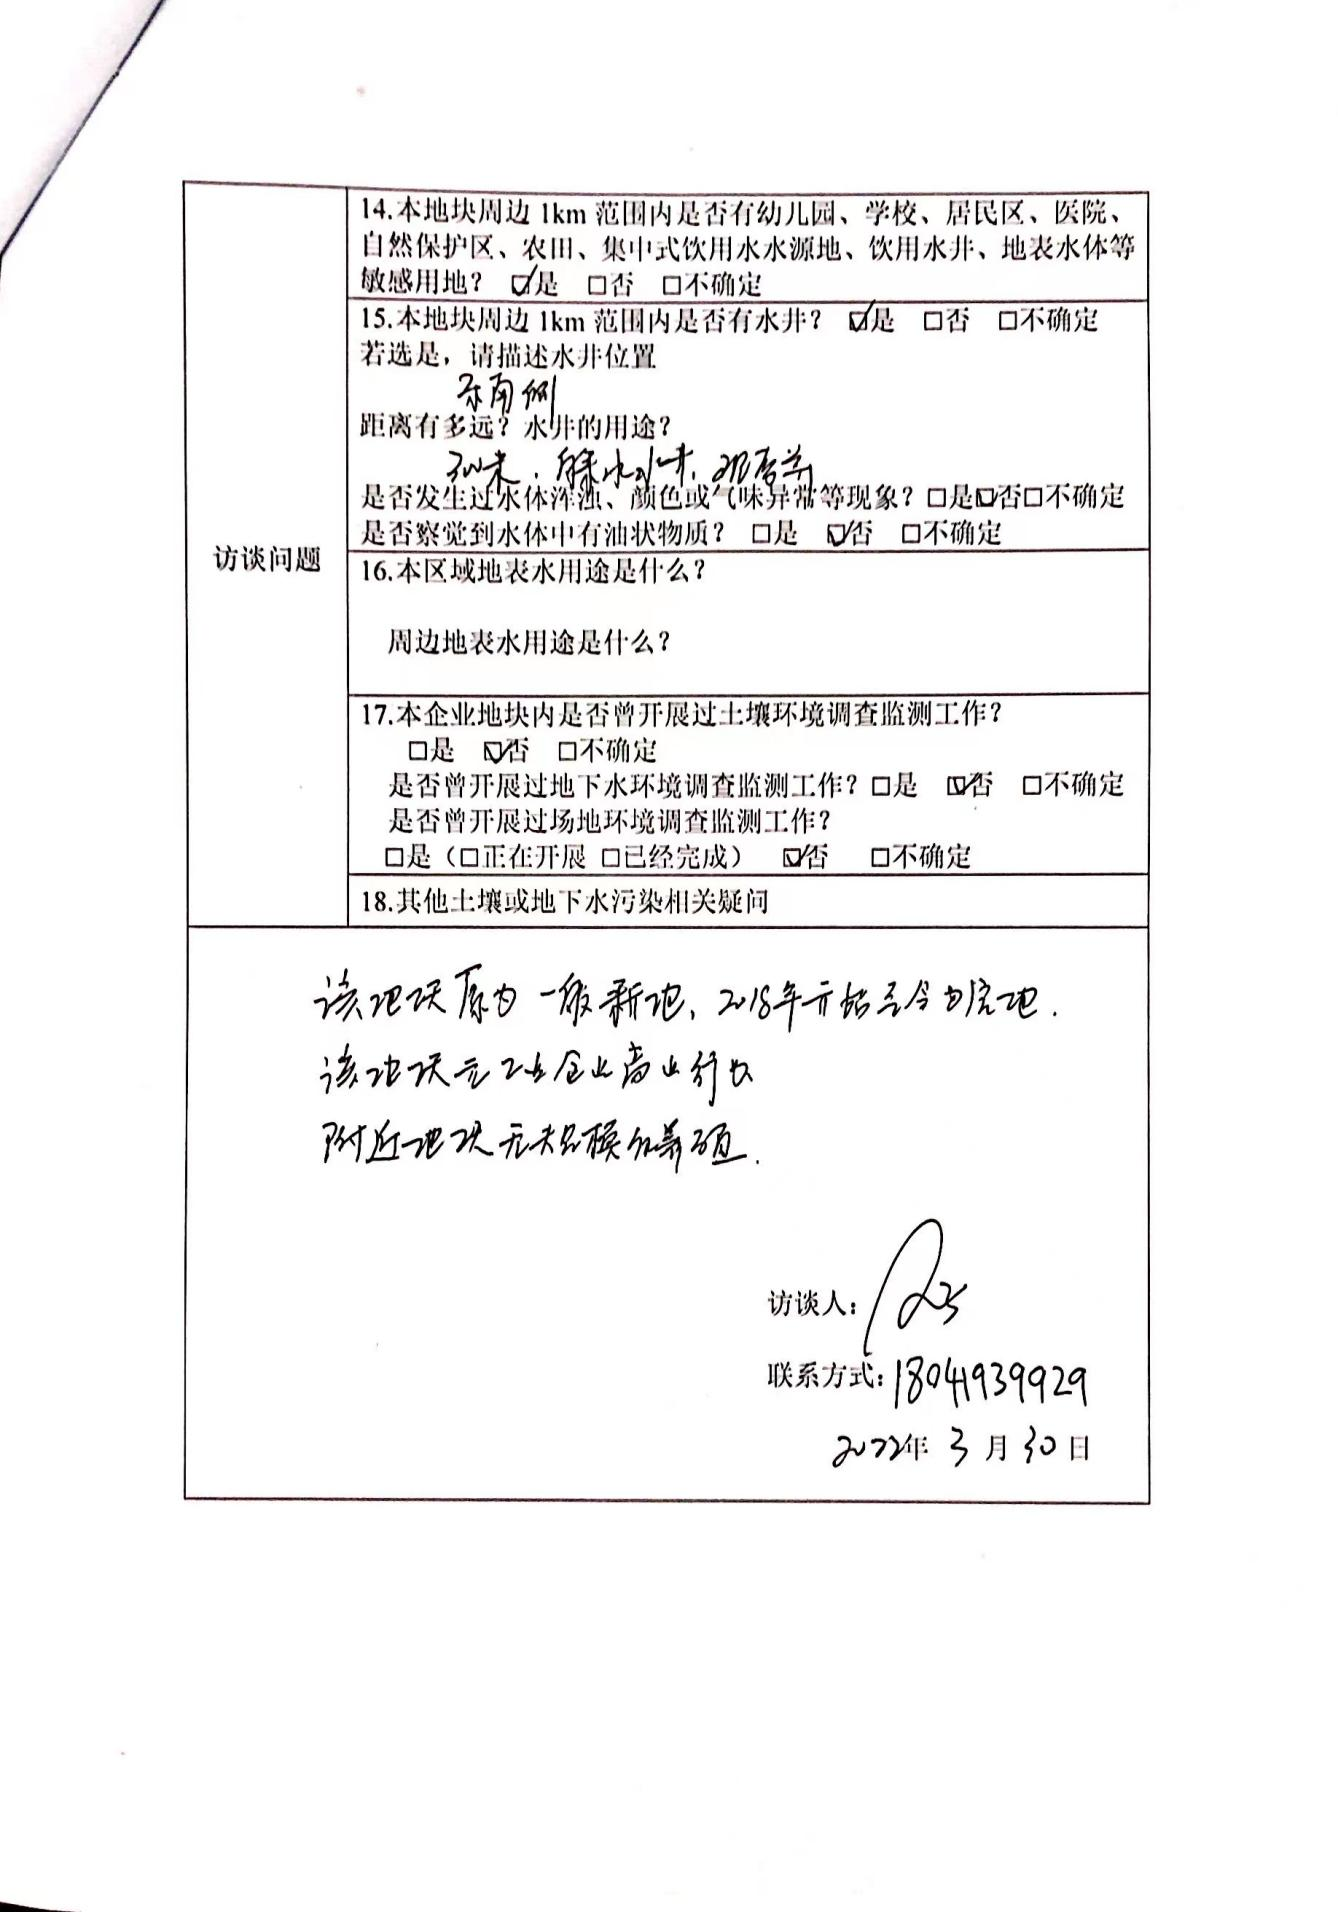 访谈问题
14.本地块周边 1km 范围内是否有幼儿园、学校、居民区、医院、
自然保护区、农田、集中式饮用水水源地、饮用水井、地表水体等
敏感用地？ ☑是 □否 □不确定
15.本地块周边 1km 范围内是否有水井？ ☑是 □否 □不确定
若选是，请描述水井位置
东南侧
距离有多远？水井的用途？
米
是否发生过水体浑浊、颜色或气味异常等现象？□是☑否□不确定
是否察觉到水体中有油状物质？ □是 ☑否 □不确定
16.本区域地表水用途是什么？
周边地表水用途是什么？
17.本企业地块内是否曾开展过土壤环境调查监测工作？
□是 ☑否 □不确定
是否曾开展过地下水环境调查监测工作？□是 ☑否 □不确定
是否曾开展过场地环境调查监测工作？
□是（□正在开展 □已经完成） ☑否 □不确定
18.其他土壤或地下水污染相关疑问
该地块原为一般耕地，2018年开始至今为空地.
该地块无工业企业商业行为
附近地块无大规模养殖.
访谈人：
联系方式：18041939929
2022年 3 月 30 日